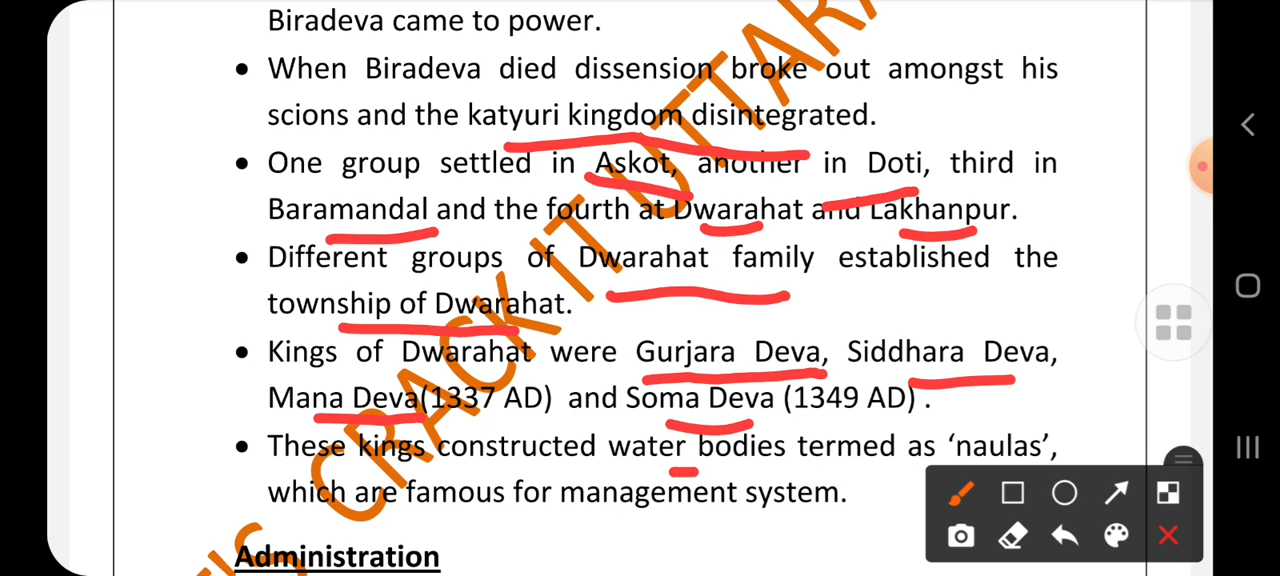 Biradeva came to power.
• When Biradeva died dissension broke out amongst his
scions and the katyuri kingdom disintegrated.
• One group settled in Askot, another in Doti, third in
Baramandal and the fourth at Dwarahat and Lakhanpur.
• Different groups of Dwarahat family established the
township of Dwarahat.
• Kings of Dwarahat were Gurjara Deva, Siddhara Deva,
Mana Deva(1337 AD) and Soma Deva (1349 AD) .
• These kings constructed water bodies termed as ‘naulas’,
which are famous for management system.
Administration
CRACK IT UTTARA